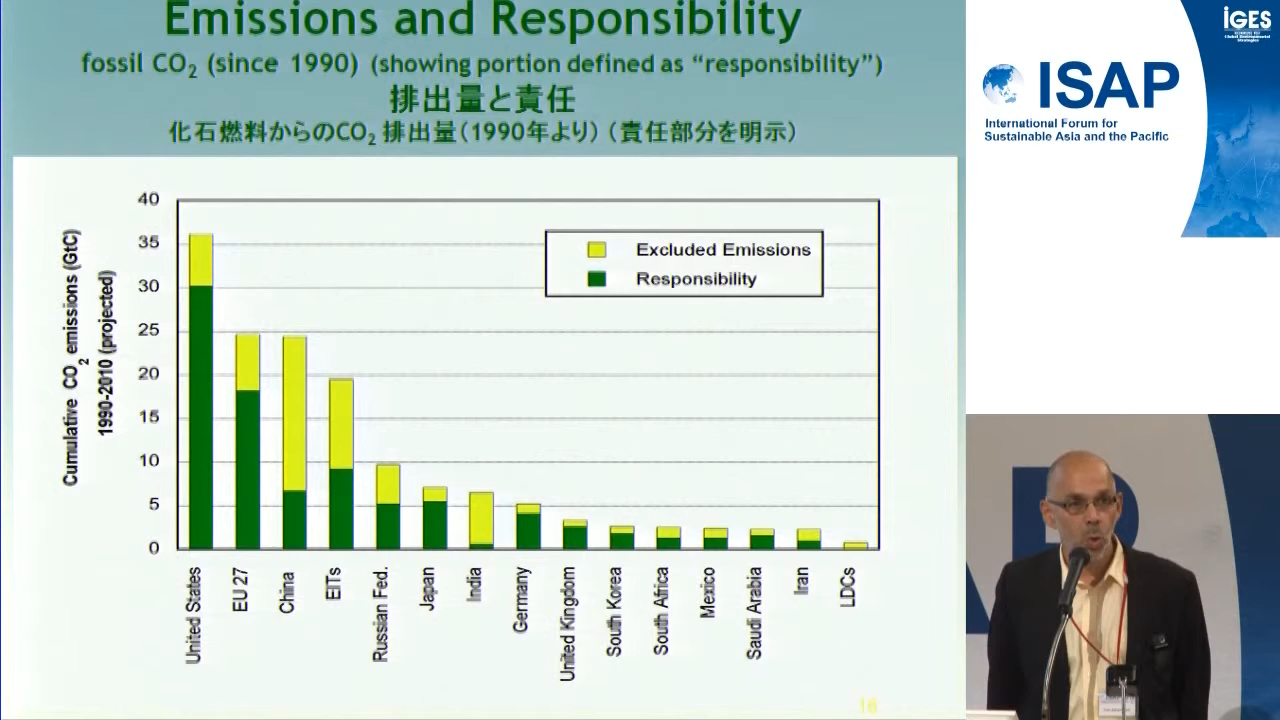 Emissions and Responsibility
fossil CO₂ (since 1990) (showing portion defined as “responsibility”)
排出量と責任
化石燃料からのCO₂ 排出量（1990年より）（責任部分を明示）
Cumulative CO₂ emissions (GtC)
1990-2010 (projected)
40
35
30
25
20
15
10
5
0
Excluded Emissions
Responsibility
United States
EU 27
China
EITs
Russian Fed.
Japan
India
Germany
United Kingdom
South Korea
South Africa
Mexico
Saudi Arabia
Iran
LDCs
16
IGES
ISAP
International Forum for
Sustainable Asia and the Pacific